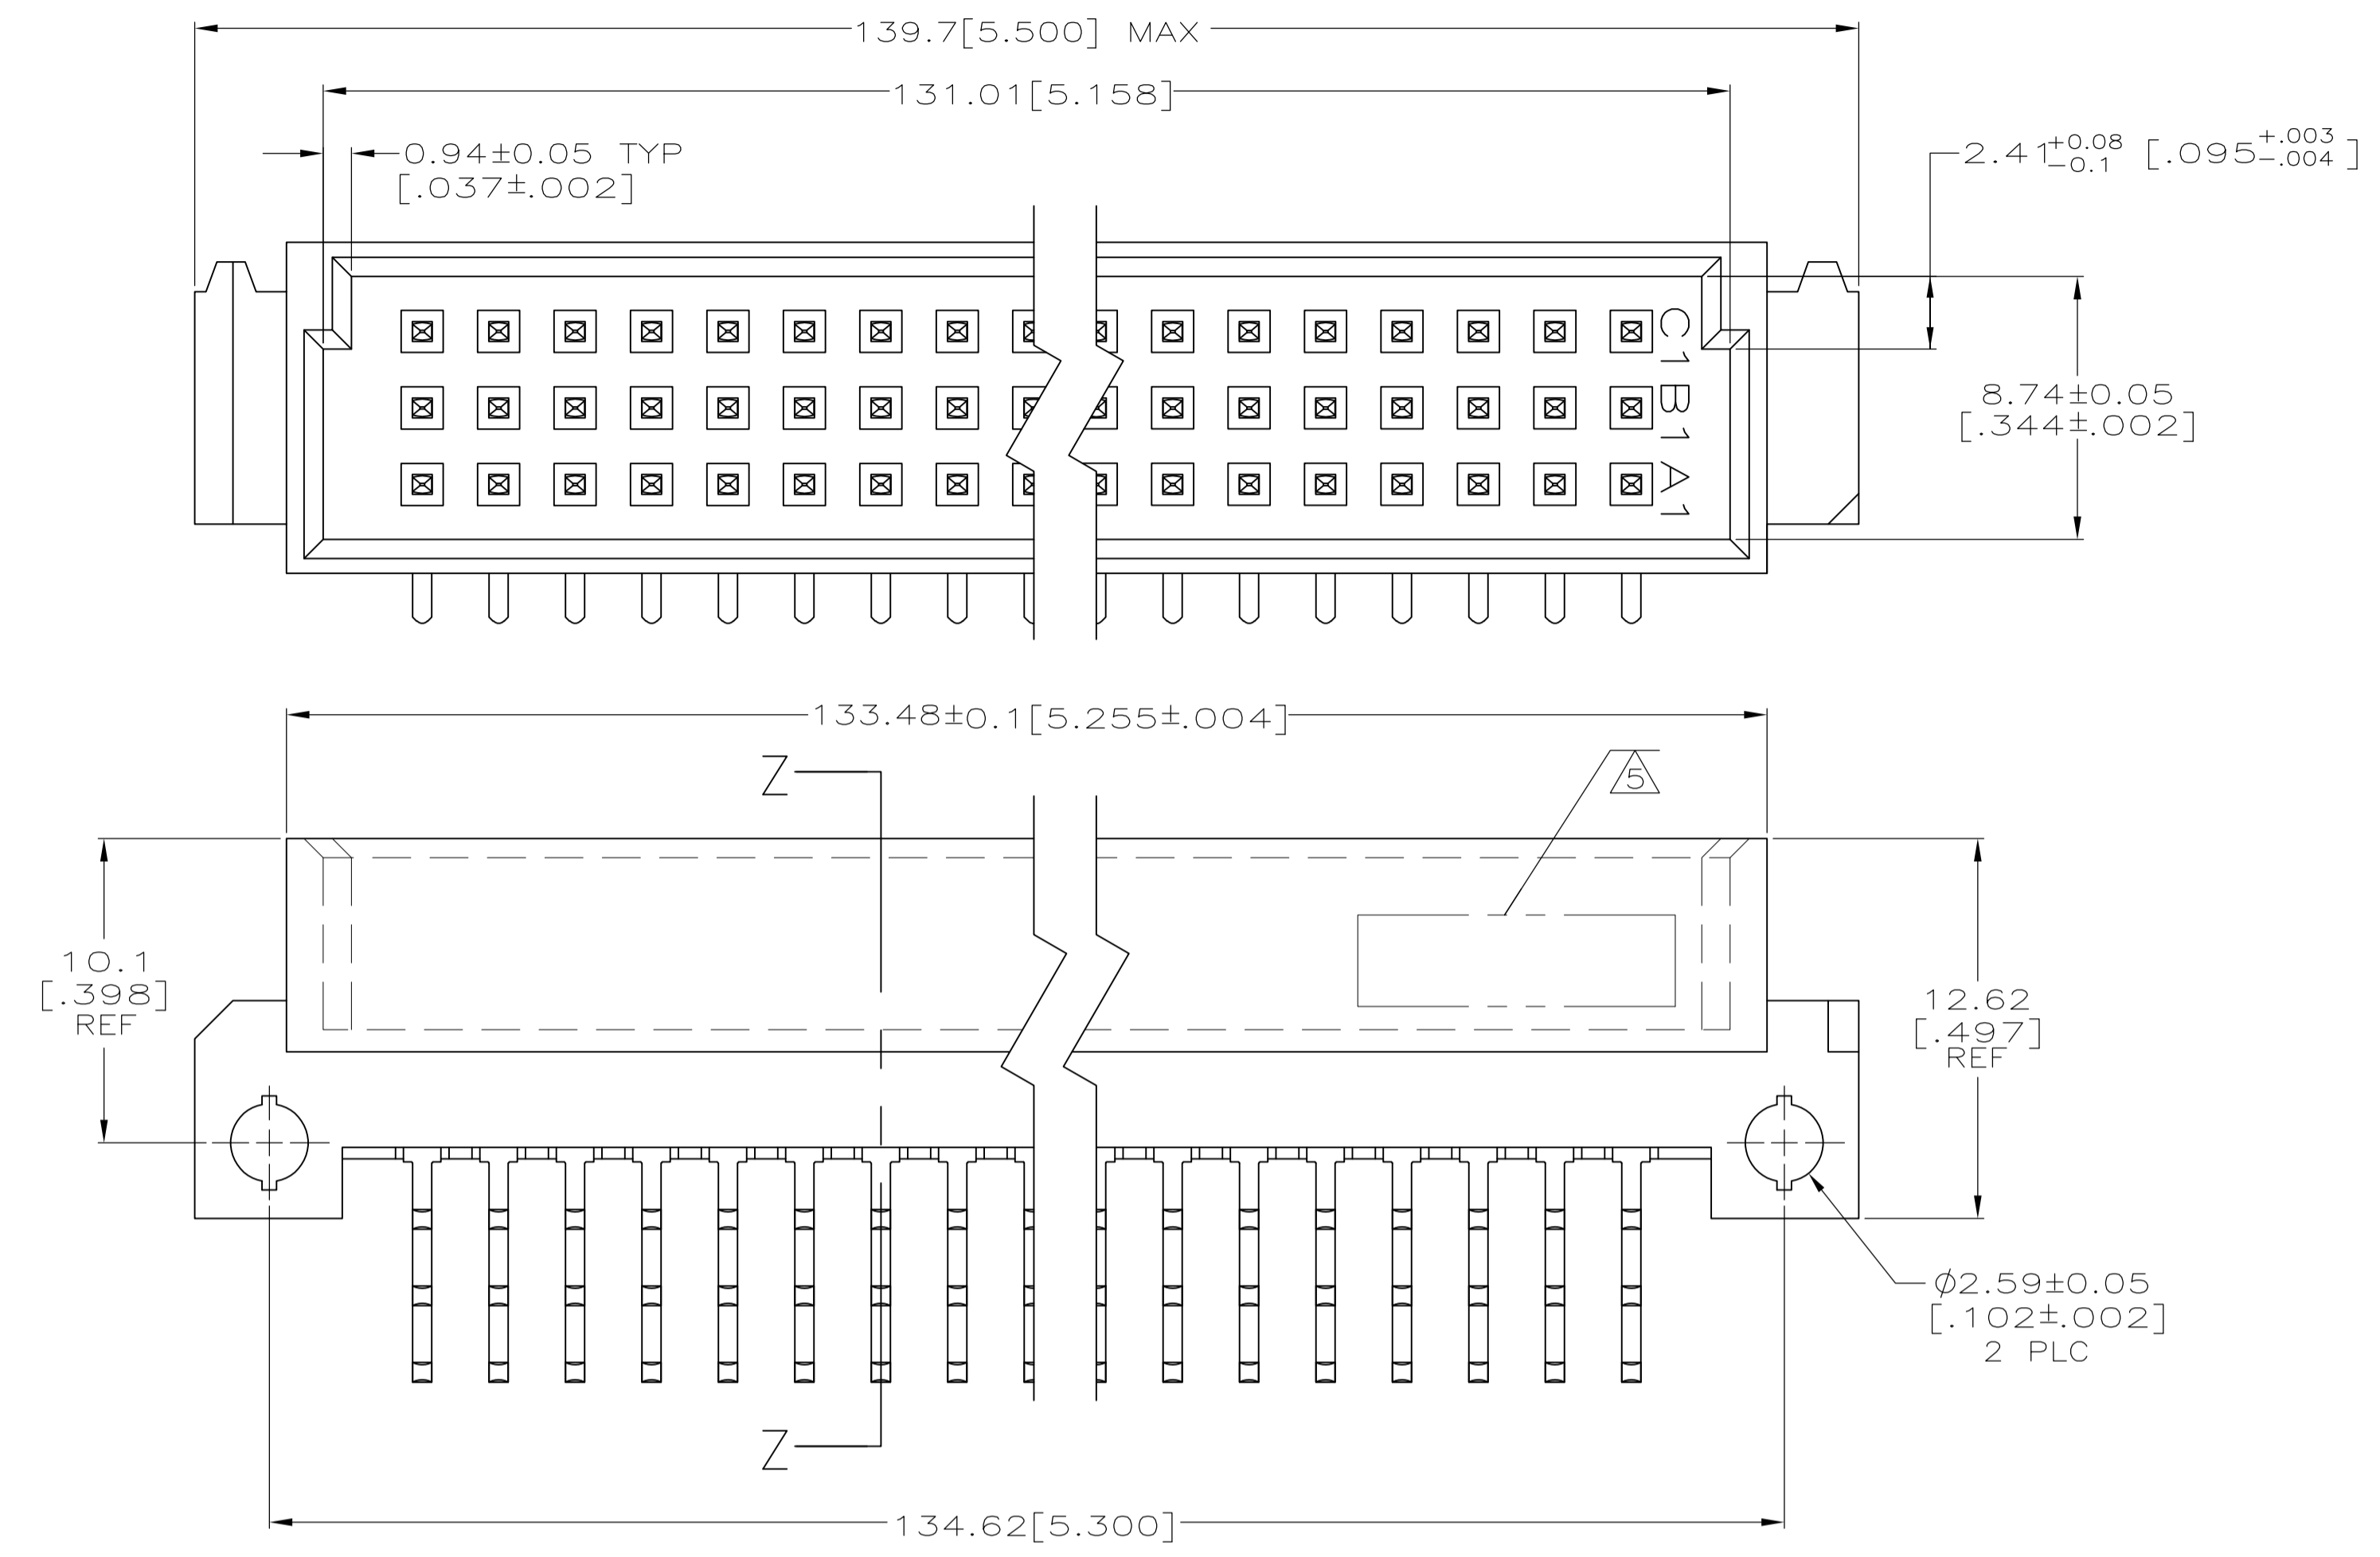 139.7[5.500] MAX
131.01[5.158]
0.94±0.05 TYP
[.037±.002]
2.41+0.08 -0.1 [.095+.003 -.004]
C1
B1
A1
8.74±0.05
[.344±.002]
133.48±0.1[5.255±.004]
Z
5
10.1
[.398]
REF
12.62
[.497]
REF
⌀2.59±0.05
[.102±.002]
2 PLC
Z
134.62[5.300]